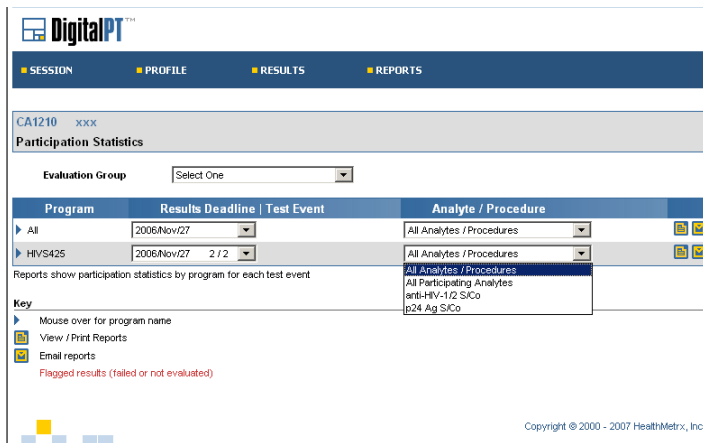 DigitalPT™
SESSION PROFILE RESULTS REPORTS
CA1210 xxx
Participation Statistics
Evaluation Group Select One
Program Results Deadline | Test Event Analyte / Procedure
All 2006/Nov/27 All Analytes / Procedures
HIVS425 2006/Nov/27 2 / 2 All Analytes / Procedures
All Analytes / Procedures
All Participating Analytes
anti-HIV-1/2 S/Co
p24 Ag S/Co
Reports show participation statistics by program for each test event
Key
Mouse over for program name
View / Print Reports
Email reports
Flagged results (failed or not evaluated)
Copyright © 2000 - 2007 HealthMetrx, Inc